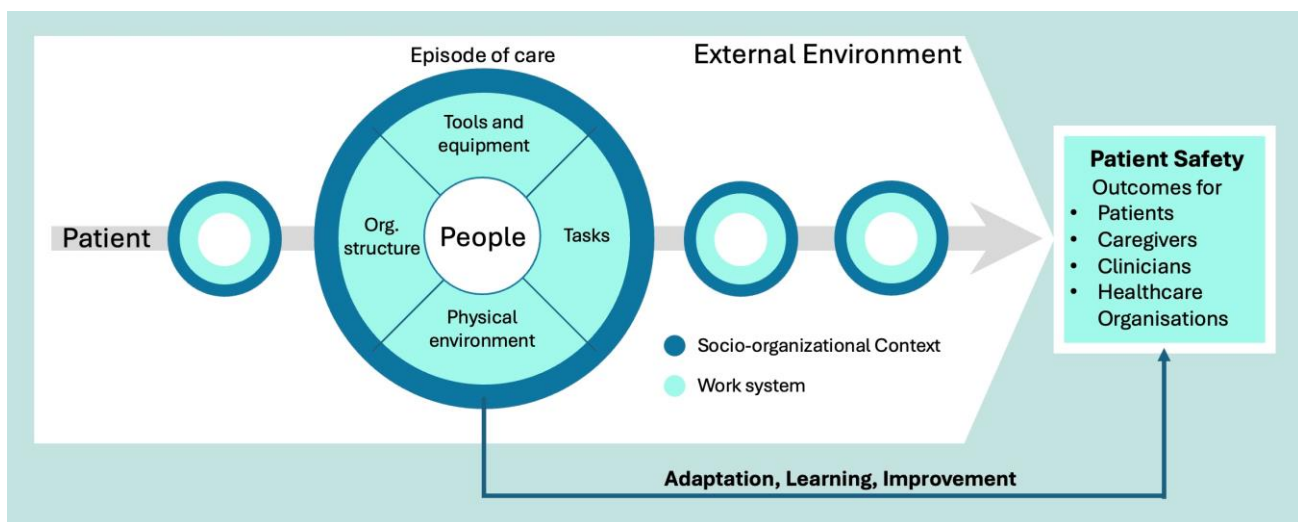 Episode of care
External Environment
Tools and
equipment
Patient
Org.
structure
People
Tasks
Physical
environment
Socio-organizational Context
Work system
Patient Safety
Outcomes for
• Patients
• Caregivers
• Clinicians
• Healthcare
Organisations
Adaptation, Learning, Improvement